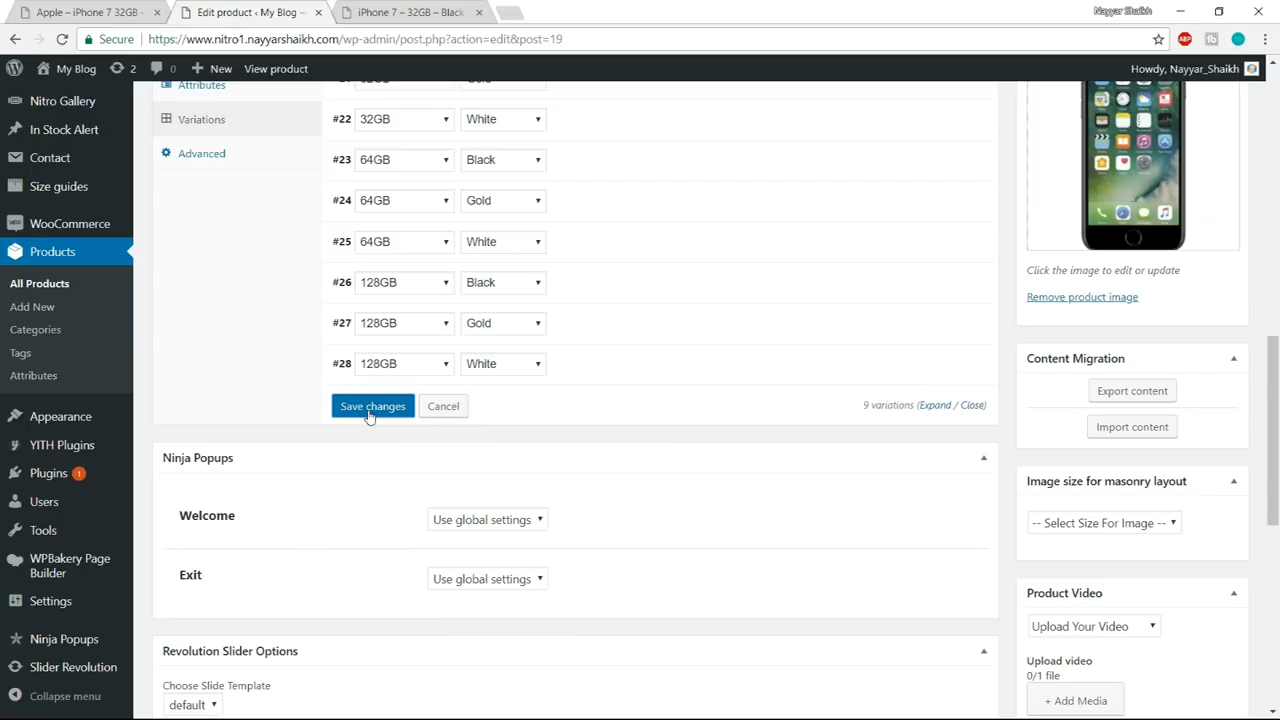 Apple – iPhone 7 32GB
Edit product ‹ My Blog —
iPhone 7 – 32GB – Black
Nayyar Shaikh
Secure
https://www.nitro1.nayyarshaikh.com/wp-admin/post.php?action=edit&post=19
ABP
My Blog
2
New
View product
Howdy, Nayyar_Shaikh
Nitro Gallery
In Stock Alert
Contact
Size guides
WooCommerce
Products
All Products
Add New
Categories
Tags
Attributes
Appearance
YITH Plugins
Plugins 1
Users
Tools
WPBakery Page
Builder
Settings
Ninja Popups
Slider Revolution
Collapse menu
Attributes
Variations
Advanced
#22 32GB White
#23 64GB Black
#24 64GB Gold
#25 64GB White
#26 128GB Black
#27 128GB Gold
#28 128GB White
Save changes Cancel 9 variations (Expand / Close)
Ninja Popups
Welcome Use global settings
Exit Use global settings
Revolution Slider Options
Choose Slide Template
default
Click the image to edit or update
Remove product image
Content Migration
Export content
Import content
Image size for masonry layout
-- Select Size For Image --
Product Video
Upload Your Video
Upload video
0/1 file
+ Add Media